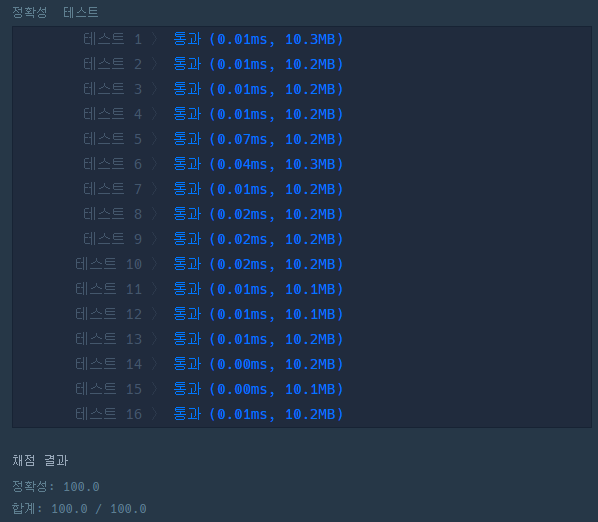 정확성 테스트
테스트 1 〉 통과 (0.01ms, 10.3MB)
테스트 2 〉 통과 (0.01ms, 10.2MB)
테스트 3 〉 통과 (0.01ms, 10.2MB)
테스트 4 〉 통과 (0.01ms, 10.2MB)
테스트 5 〉 통과 (0.07ms, 10.2MB)
테스트 6 〉 통과 (0.04ms, 10.3MB)
테스트 7 〉 통과 (0.01ms, 10.2MB)
테스트 8 〉 통과 (0.02ms, 10.2MB)
테스트 9 〉 통과 (0.02ms, 10.2MB)
테스트 10 〉 통과 (0.02ms, 10.2MB)
테스트 11 〉 통과 (0.01ms, 10.1MB)
테스트 12 〉 통과 (0.01ms, 10.1MB)
테스트 13 〉 통과 (0.01ms, 10.2MB)
테스트 14 〉 통과 (0.00ms, 10.2MB)
테스트 15 〉 통과 (0.00ms, 10.1MB)
테스트 16 〉 통과 (0.01ms, 10.2MB)
채점 결과
정확성: 100.0
합계: 100.0 / 100.0